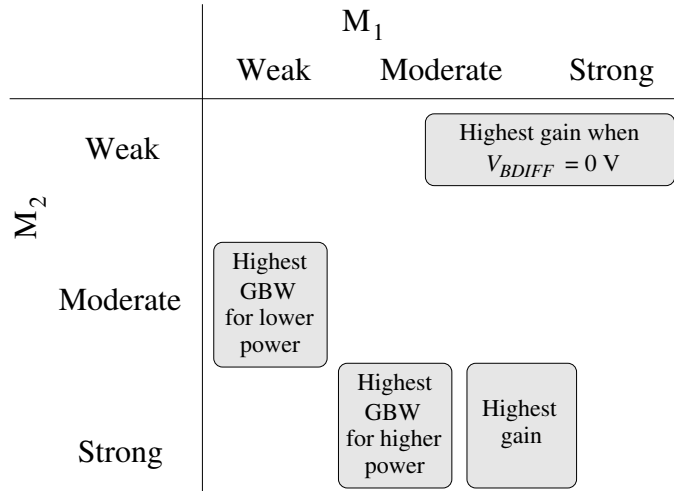 M1
Weak Moderate Strong
M2
Weak
Highest gain when
VBDIFF = 0 V
Moderate
Highest
GBW
for lower
power
Strong
Highest
GBW
for higher
power
Highest
gain